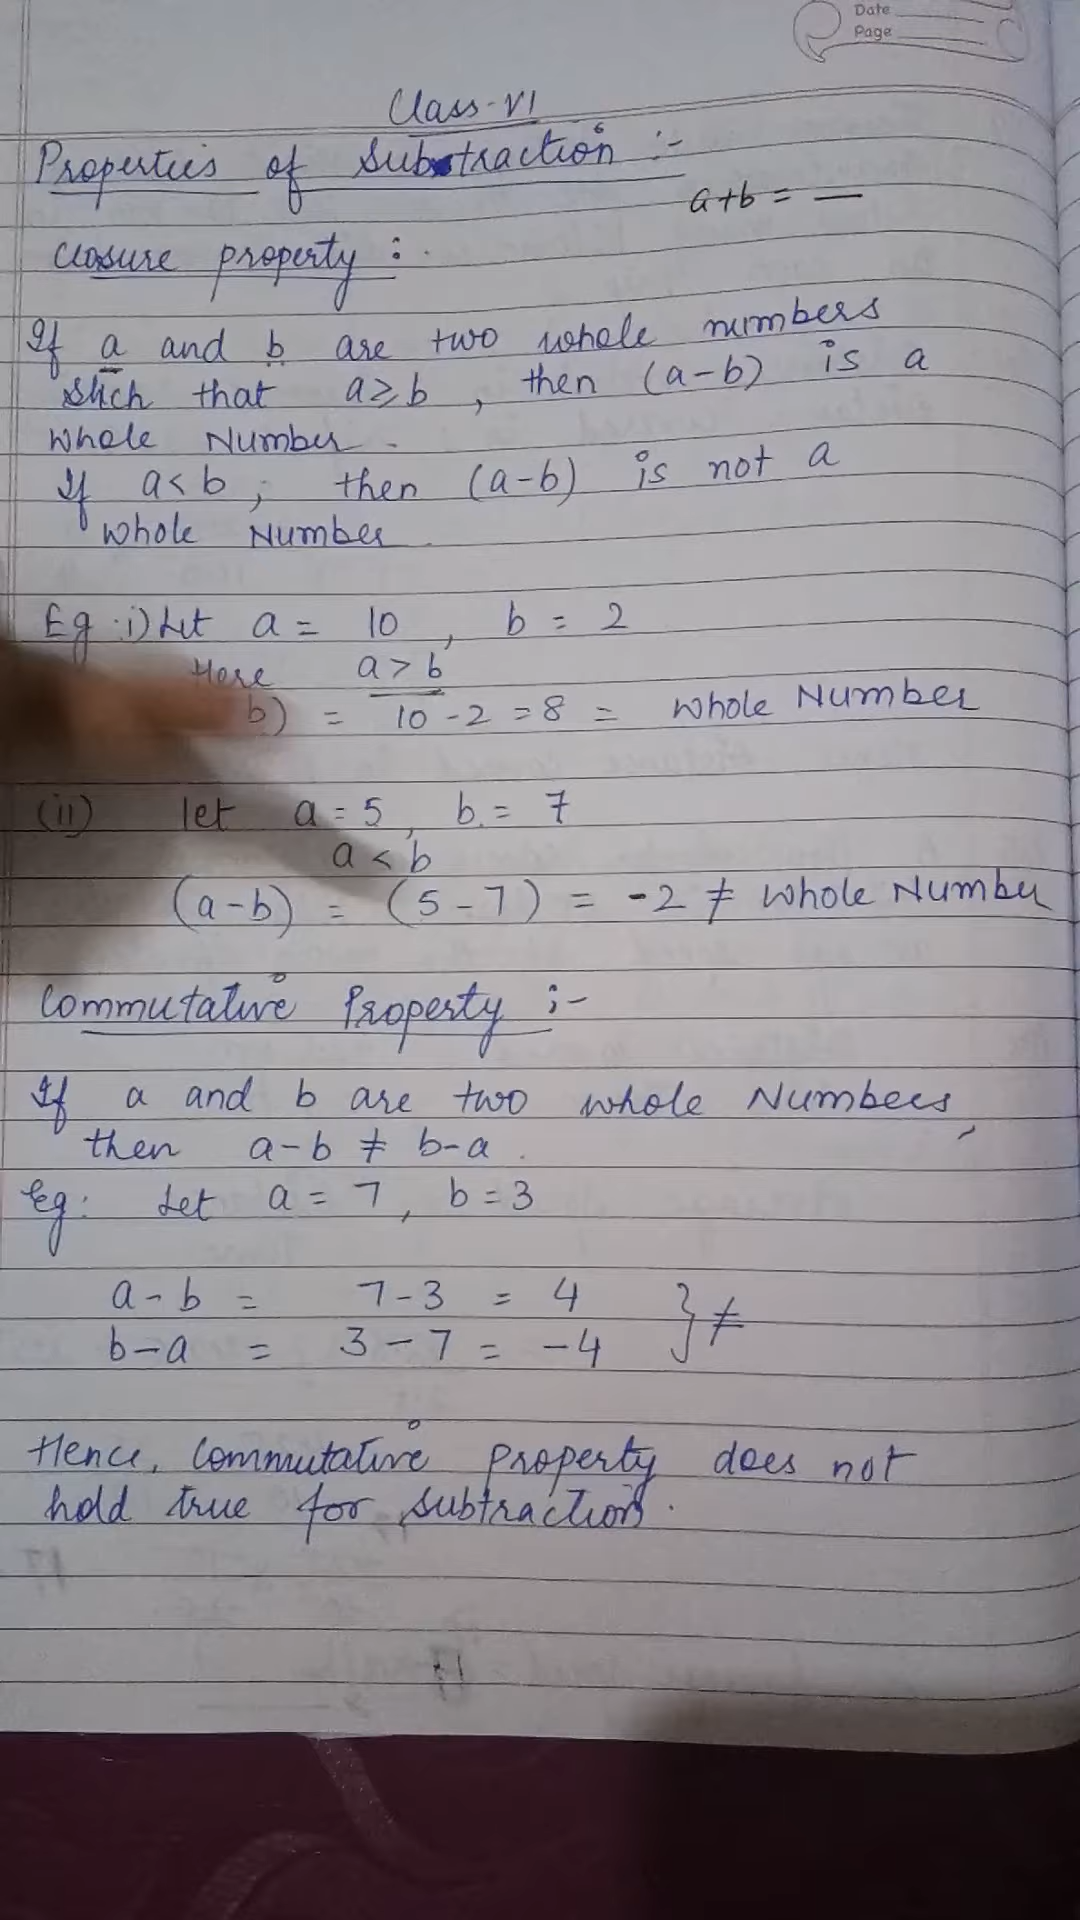 Date
Page
Class-VI
Properties of Subtraction :-
a+b = —
Closure property :-
If a and b are two whole numbers
such that a≥b , then (a-b) is a
whole Number.
If a<b , then (a-b) is not a
whole Number.
Eg :i) Let a = 10 , b = 2
Here a > b
b) = 10 - 2 = 8 = whole Number
(ii) let a = 5 , b = 7
a < b
(a-b) = (5-7) = -2 ≠ whole Number
Commutative Property :-
If a and b are two whole Numbers,
then a-b ≠ b-a .
Eg: Let a = 7 , b = 3
a-b = 7-3 = 4 } ≠
b-a = 3-7 = -4
Hence, Commutative property does not
hold true for subtraction.